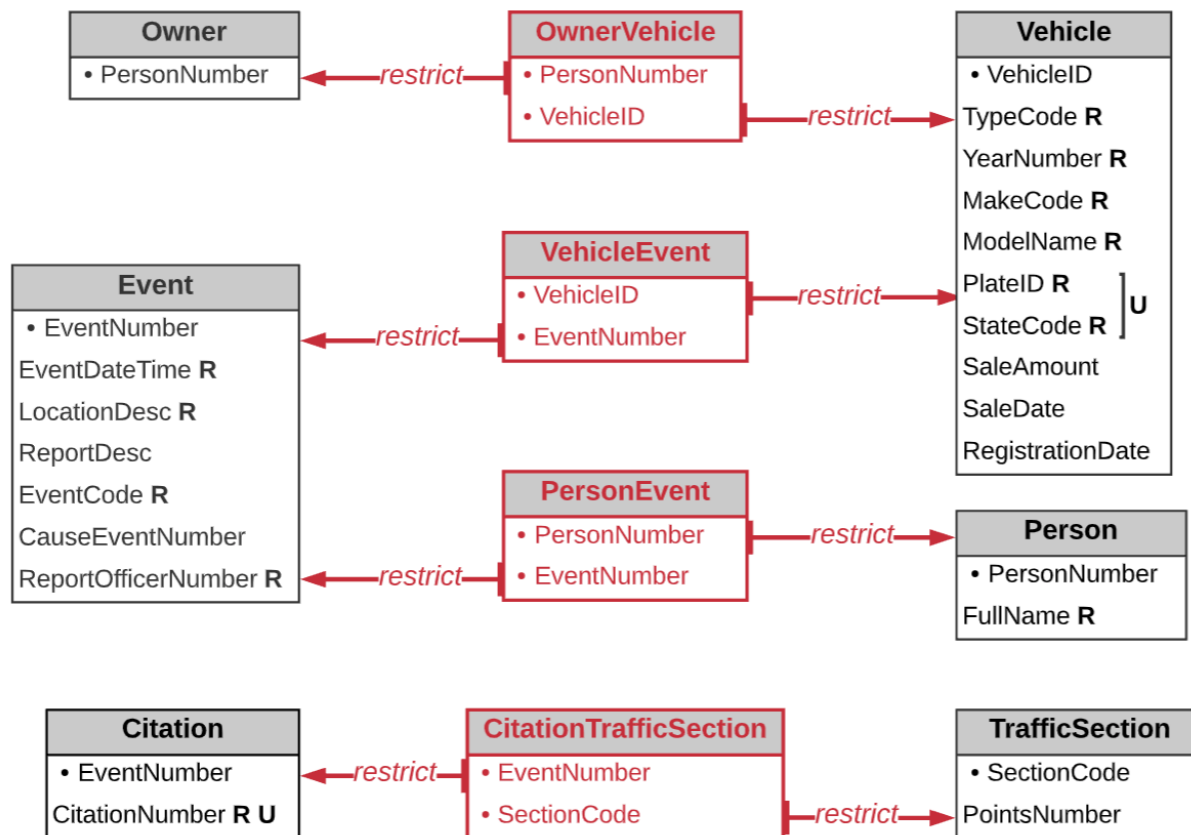 Owner
• PersonNumber
restrict
OwnerVehicle
• PersonNumber
• VehicleID
restrict
Vehicle
• VehicleID
TypeCode R
YearNumber R
MakeCode R
ModelName R
PlateID R
StateCode R
U
SaleAmount
SaleDate
RegistrationDate
Event
• EventNumber
EventDateTime R
LocationDesc R
ReportDesc
EventCode R
CauseEventNumber
ReportOfficerNumber R
restrict
VehicleEvent
• VehicleID
• EventNumber
restrict
restrict
PersonEvent
• PersonNumber
• EventNumber
restrict
Person
• PersonNumber
FullName R
Citation
• EventNumber
CitationNumber R U
restrict
CitationTrafficSection
• EventNumber
• SectionCode
restrict
TrafficSection
• SectionCode
PointsNumber